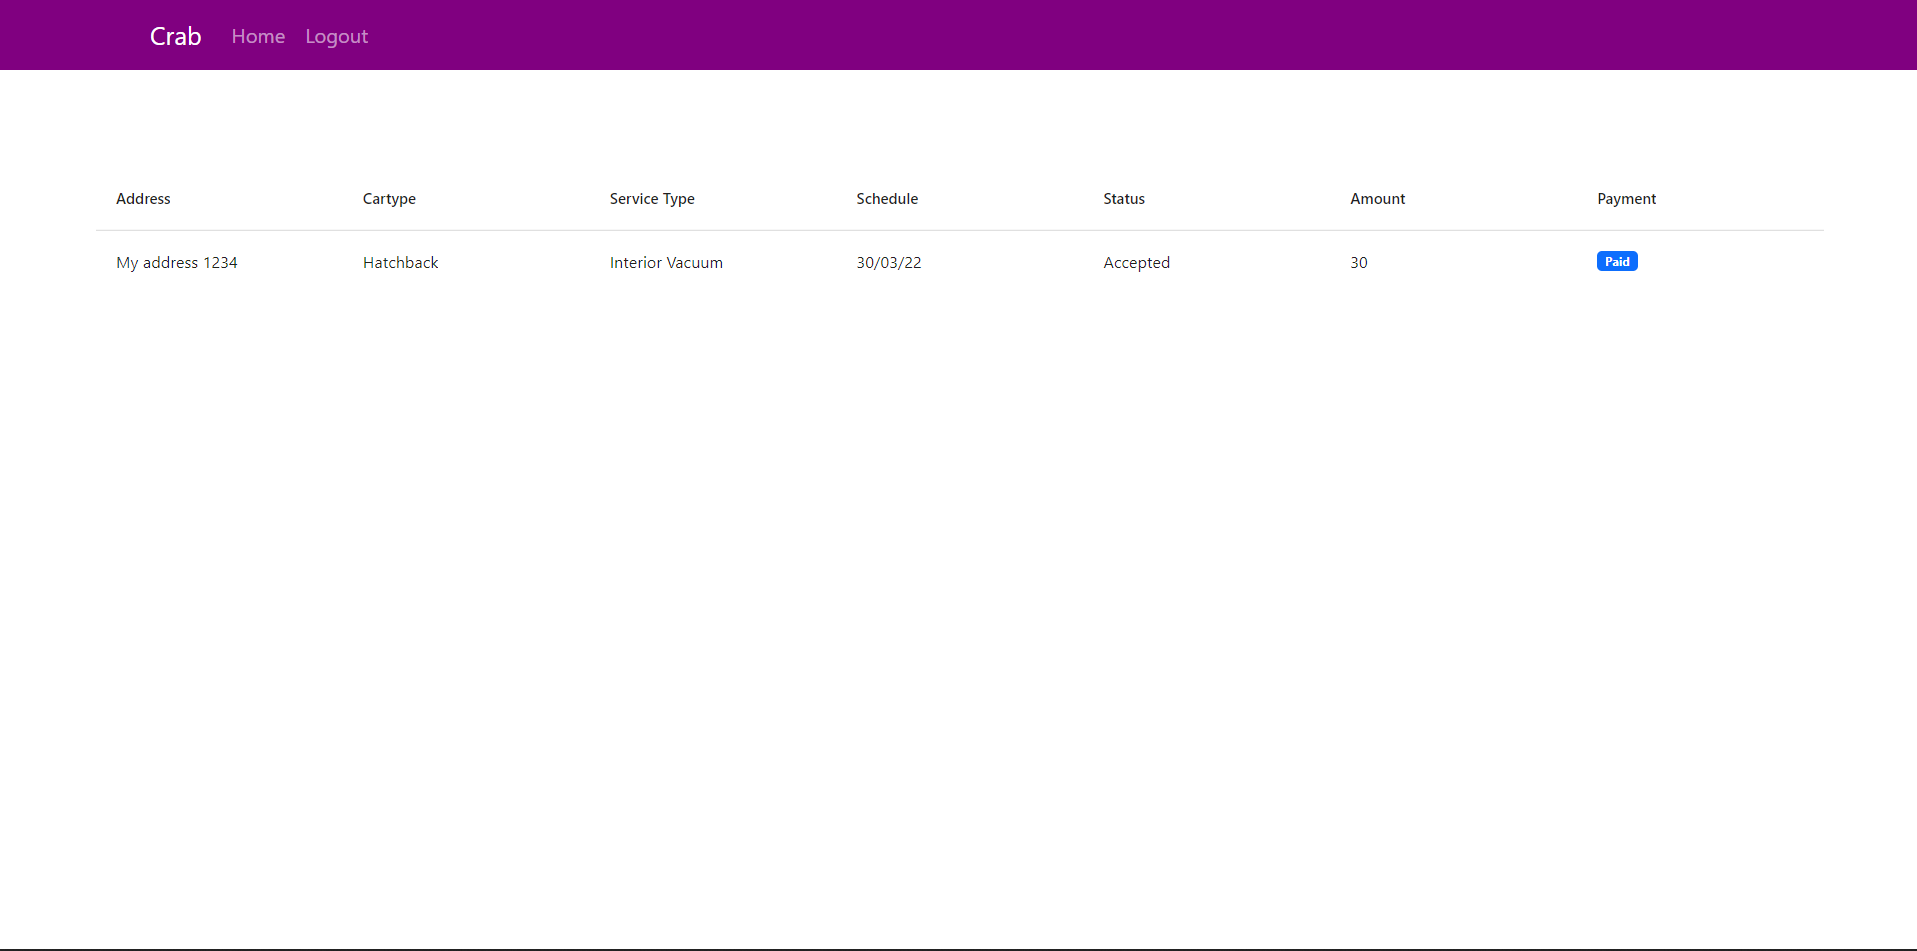 Crab Home Logout
Address Cartype Service Type Schedule Status Amount Payment
My address 1234 Hatchback Interior Vacuum 30/03/22 Accepted 30 Paid